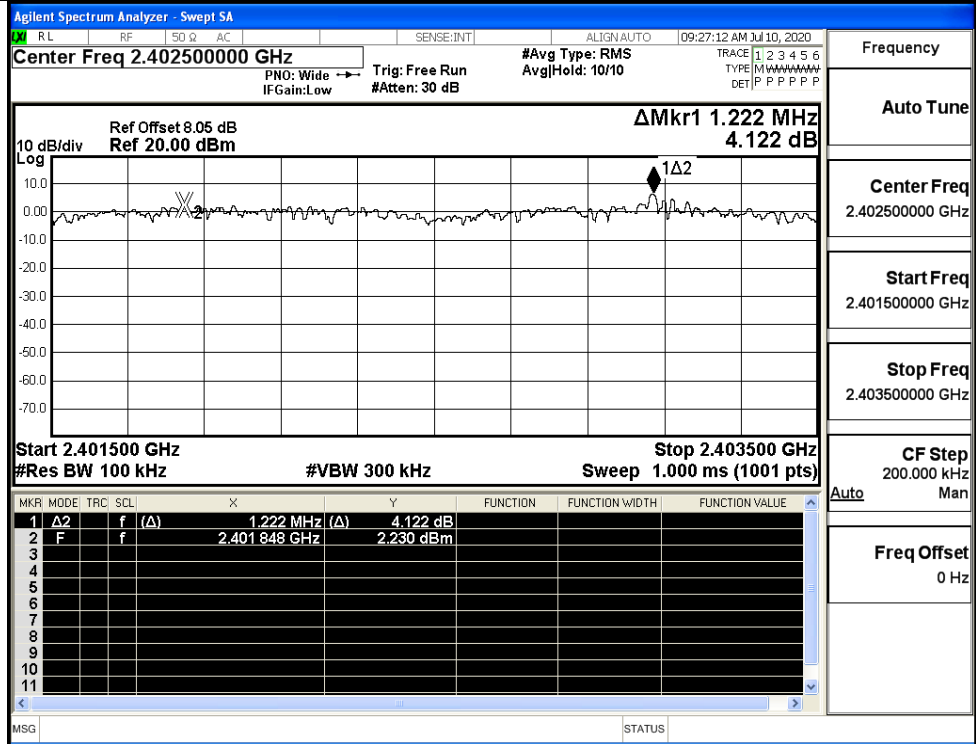 Agilent Spectrum Analyzer - Swept SA
LXI RL RF 50 Ω AC SENSE:INT ALIGN AUTO 09:27:12 AM Jul 10, 2020
Center Freq 2.402500000 GHz
PNO: Wide
IFGain:Low
Trig: Free Run
#Atten: 30 dB
#Avg Type: RMS
Avg|Hold: 10/10
TRACE 1 2 3 4 5 6
TYPE M WWWWW
DET P P P P P P
Ref Offset 8.05 dB
10 dB/div Ref 20.00 dBm
Log
ΔMkr1 1.222 MHz
4.122 dB
10.0
0.00
-10.0
-20.0
-30.0
-40.0
-50.0
-60.0
-70.0
X
2
1Δ2
Start 2.401500 GHz Stop 2.403500 GHz
#Res BW 100 kHz #VBW 300 kHz Sweep 1.000 ms (1001 pts)
MKR MODE TRC SCL X Y FUNCTION FUNCTION WIDTH FUNCTION VALUE
1 Δ2 f (Δ) 1.222 MHz (Δ) 4.122 dB
2 F f 2.401 848 GHz 2.230 dBm
3
4
5
6
7
8
9
10
11
MSG STATUS
Frequency
Auto Tune
Center Freq
2.402500000 GHz
Start Freq
2.401500000 GHz
Stop Freq
2.403500000 GHz
CF Step
200.000 kHz
Auto Man
Freq Offset
0 Hz